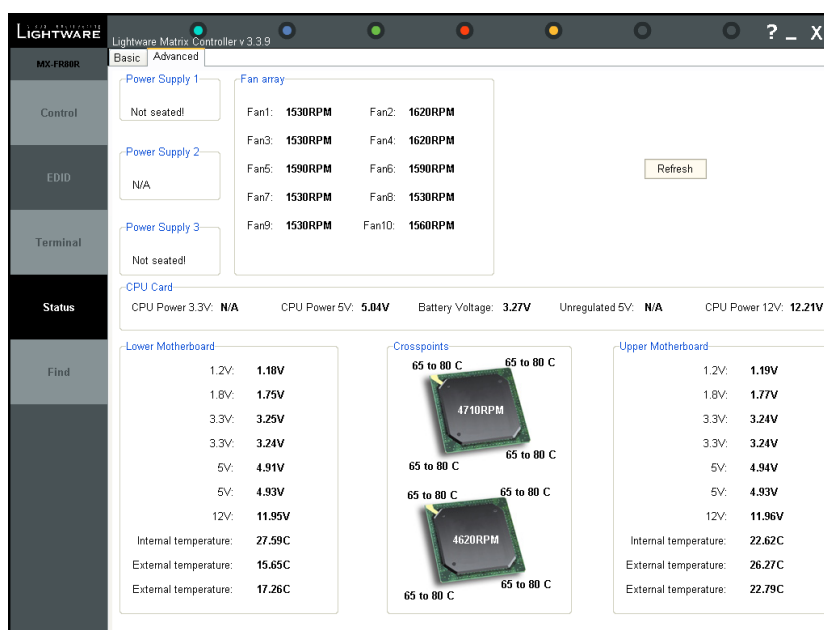 LIGHTWARE
Lightware Matrix Controller v 3.3.9
? _ X
MX-FR80R
Basic Advanced
Control
EDID
Terminal
Status
Find
Power Supply 1
Not seated!
Power Supply 2
N/A
Power Supply 3
Not seated!
Fan array
Fan1: 1530RPM Fan2: 1620RPM
Fan3: 1530RPM Fan4: 1620RPM
Fan5: 1590RPM Fan6: 1590RPM
Fan7: 1530RPM Fan8: 1530RPM
Fan9: 1530RPM Fan10: 1560RPM
Refresh
CPU Card
CPU Power 3.3V: N/A CPU Power 5V: 5.04V Battery Voltage: 3.27V Unregulated 5V: N/A CPU Power 12V: 12.21V
Lower Motherboard
1.2V: 1.18V
1.8V: 1.75V
3.3V: 3.25V
3.3V: 3.24V
5V: 4.91V
5V: 4.93V
12V: 11.95V
Internal temperature: 27.59C
External temperature: 15.65C
External temperature: 17.26C
Crosspoints
65 to 80 C 65 to 80 C
4710RPM
65 to 80 C 65 to 80 C
65 to 80 C 65 to 80 C
4620RPM
65 to 80 C 65 to 80 C
Upper Motherboard
1.2V: 1.19V
1.8V: 1.77V
3.3V: 3.24V
3.3V: 3.24V
5V: 4.94V
5V: 4.93V
12V: 11.96V
Internal temperature: 22.62C
External temperature: 26.27C
External temperature: 22.79C